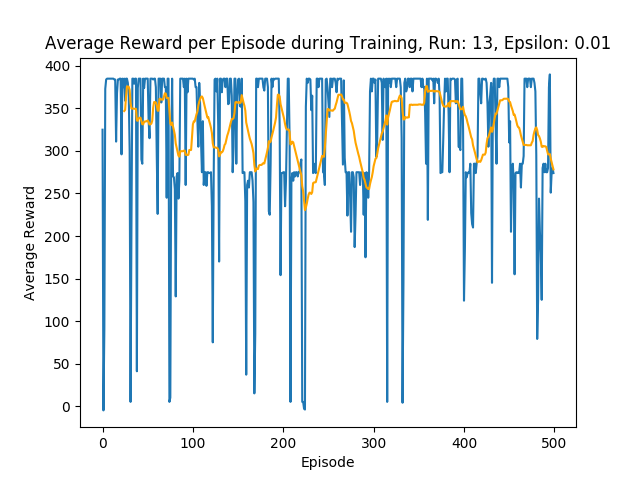 Average Reward per Episode during Training, Run: 13, Epsilon: 0.01
400
350
300
250
200
150
100
50
0
Average Reward
0 100 200 300 400 500
Episode